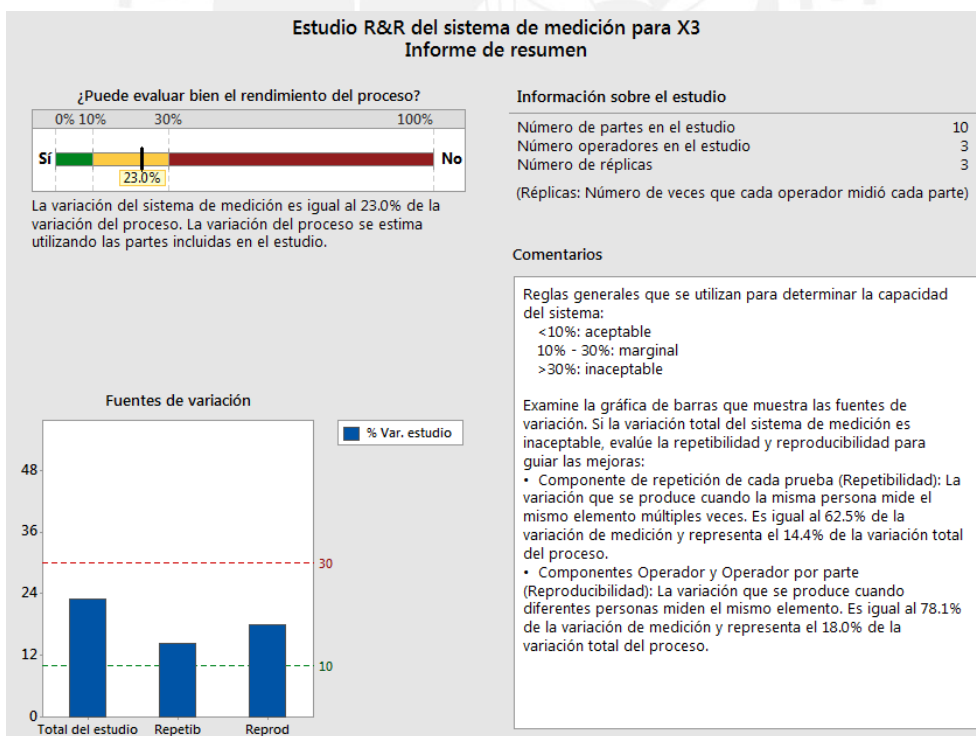 Estudio R&R del sistema de medición para X3
Informe de resumen
¿Puede evaluar bien el rendimiento del proceso?
0% 10% 30% 100%
Sí No
23.0%
La variación del sistema de medición es igual al 23.0% de la
variación del proceso. La variación del proceso se estima
utilizando las partes incluidas en el estudio.
Información sobre el estudio
Número de partes en el estudio 10
Número operadores en el estudio 3
Número de réplicas 3
(Réplicas: Número de veces que cada operador midió cada parte)
Comentarios
Reglas generales que se utilizan para determinar la capacidad
del sistema:
<10%: aceptable
10% - 30%: marginal
>30%: inaceptable
Examine la gráfica de barras que muestra las fuentes de
variación. Si la variación total del sistema de medición es
inaceptable, evalúe la repetibilidad y reproducibilidad para
guiar las mejoras:
• Componente de repetición de cada prueba (Repetibilidad): La
variación que se produce cuando la misma persona mide el
mismo elemento múltiples veces. Es igual al 62.5% de la
variación de medición y representa el 14.4% de la variación total
del proceso.
• Componentes Operador y Operador por parte
(Reproducibilidad): La variación que se produce cuando
diferentes personas miden el mismo elemento. Es igual al 78.1%
de la variación de medición y representa el 18.0% de la
variación total del proceso.
Fuentes de variación
% Var. estudio
48
36
30
24
12
10
0
Total del estudio Repetib Reprod